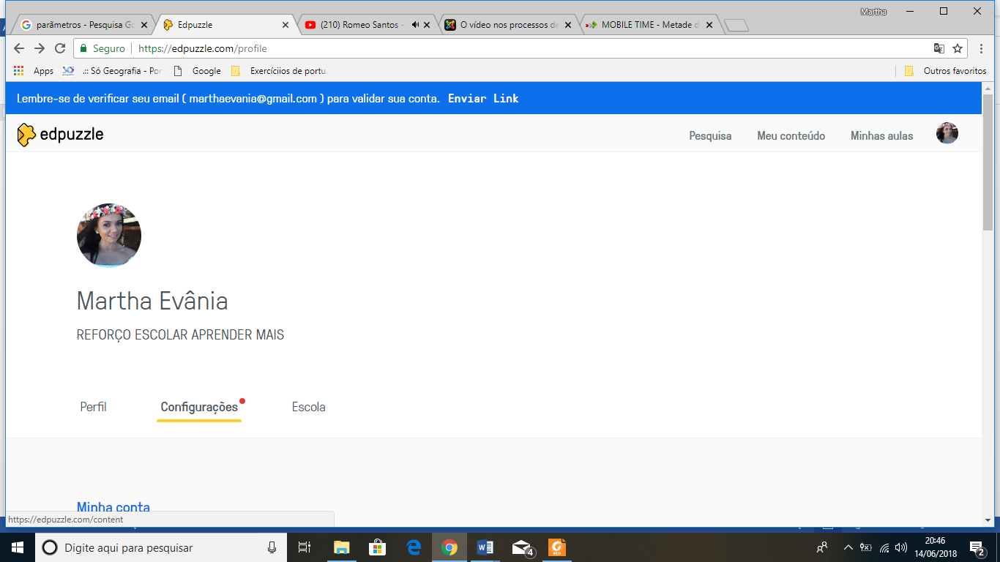 Martha
parâmetros - Pesquisa Go
Edpuzzle
(210) Romeo Santos -
O vídeo nos processos de
MOBILE TIME - Metade d
Seguro
https://edpuzzle.com/profile
Apps
.:: Só Geografia - Por
Google
Exercíciios de portu
Outros favoritos
Lembre-se de verificar seu email ( marthaevania@gmail.com ) para validar sua conta. Enviar Link
edpuzzle
Pesquisa
Meu conteúdo
Minhas aulas
Martha Evânia
REFORÇO ESCOLAR APRENDER MAIS
Perfil
Configurações
Escola
Minha conta
https://edpuzzle.com/content
Digite aqui para pesquisar
4
PDF
20:46
14/06/2018
2